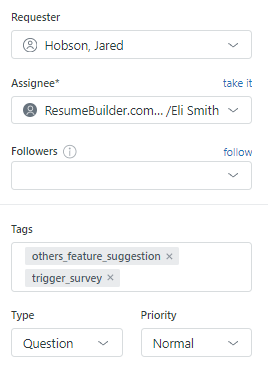 Requester
Hobson, Jared
Assignee* take it
ResumeBuilder.com... /Eli Smith
Followers follow
Tags
others_feature_suggestion ×
trigger_survey ×
Type Priority
Question Normal